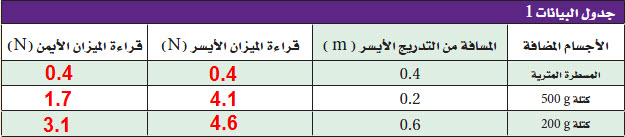 جدول البيانات 1
الأجسام المضافة	المسافة من التدريج الأيسر ( m )	قراءة الميزان الأيسر (N)	قراءة الميزان الأيمن (N)
المسطرة المترية	0.4	0.4	0.4
كتلة 500 g	0.2	4.1	1.7
كتلة 200 g	0.6	4.6	3.1